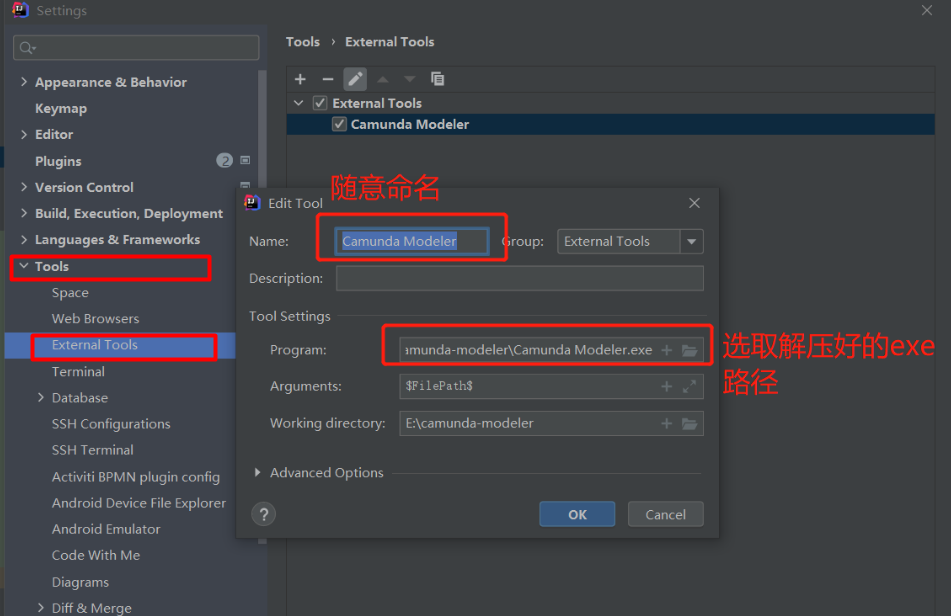 Settings
Tools › External Tools
Appearance & Behavior
Keymap
Editor
Plugins 2
Version Control
Build, Execution, Deployment
Languages & Frameworks
Tools
Space
Web Browsers
External Tools
Terminal
Database
SSH Configurations
SSH Terminal
Activiti BPMN plugin config
Android Device File Explorer
Android Emulator
Code With Me
Diagrams
Diff & Merge
External Tools
Camunda Modeler
随意命名
Edit Tool
Name: Camunda Modeler Group: External Tools
Description:
Tool Settings
Program: amunda-modeler\Camunda Modeler.exe
选取解压好的exe
路径
Arguments: $FilePath$
Working directory: E:\camunda-modeler
Advanced Options
? OK Cancel